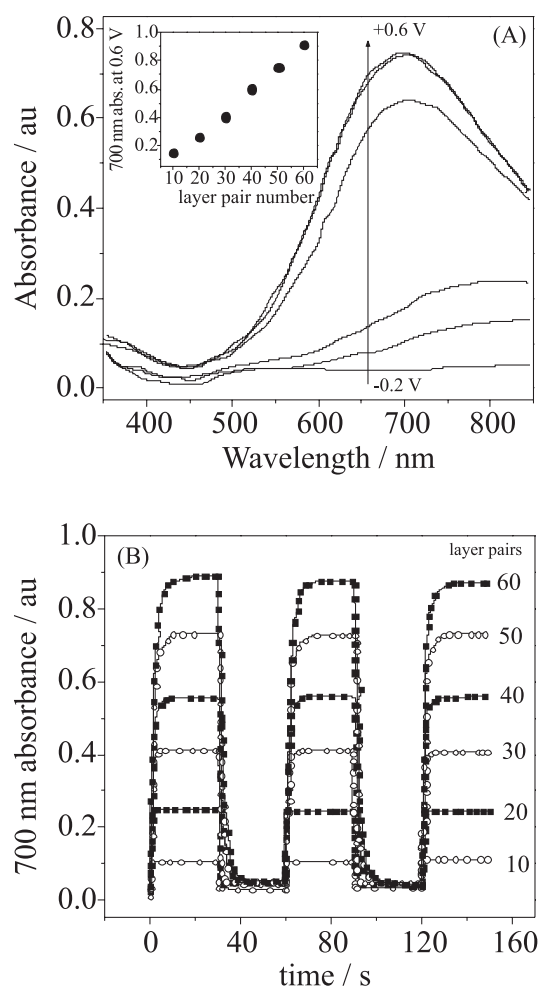 (A)
Absorbance / au
0.8
0.6
0.4
0.2
0.0
400 500 600 700 800
Wavelength / nm
+0.6 V
-0.2 V
700 nm abs. at 0.6 V
1.0
0.8
0.6
0.4
0.2
10 20 30 40 50 60
layer pair number
(B)
700 nm absorbance / au
1.0
0.8
0.6
0.4
0.2
0.0
0 40 80 120 160
time / s
layer pairs
60
50
40
30
20
10